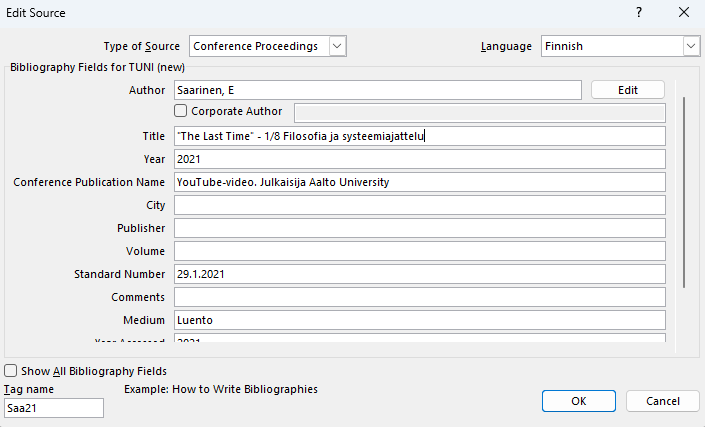 Edit Source
?
Type of Source Conference Proceedings Language Finnish
Bibliography Fields for TUNI (new)
Author Saarinen, E Edit
Corporate Author
Title "The Last Time" - 1/8 Filosofia ja systeemiajattelu
Year 2021
Conference Publication Name YouTube-video. Julkaisija Aalto University
City
Publisher
Volume
Standard Number 29.1.2021
Comments
Medium Luento
Year Accessed 2021
Show All Bibliography Fields
Tag name Example: How to Write Bibliographies
Saa21 OK Cancel